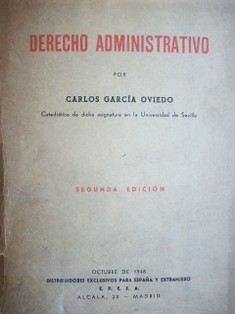 DERECHO ADMINISTRATIVO
POR
CARLOS GARCÍA OVIEDO
Catedrático de dicha asignatura en la Universidad de Sevilla
SEGUNDA EDICIÓN
OCTUBRE DE 1948
DISTRIBUIDORES EXCLUSIVOS PARA ESPAÑA Y EXTRANJERO
E. P. E. S. A.
ALCALA, 35 - MADRID